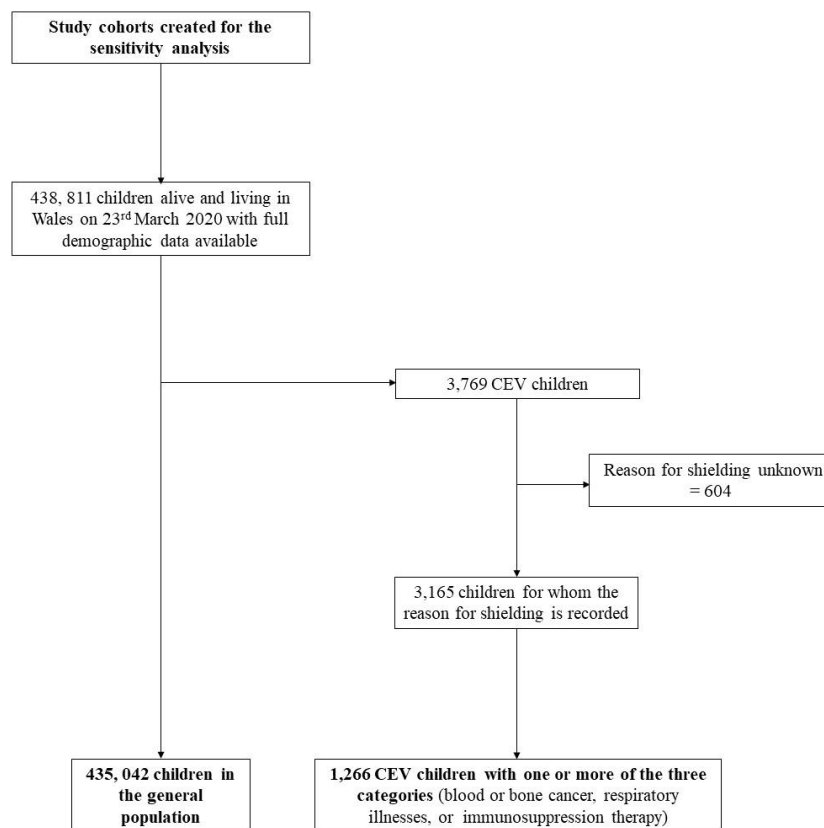 Study cohorts created for the
sensitivity analysis
438, 811 children alive and living in
Wales on 23rd March 2020 with full
demographic data available
3,769 CEV children
Reason for shielding unknown
= 604
3,165 children for whom the
reason for shielding is recorded
435, 042 children in
the general
population
1,266 CEV children with one or more of the three
categories (blood or bone cancer, respiratory
illnesses, or immunosuppression therapy)